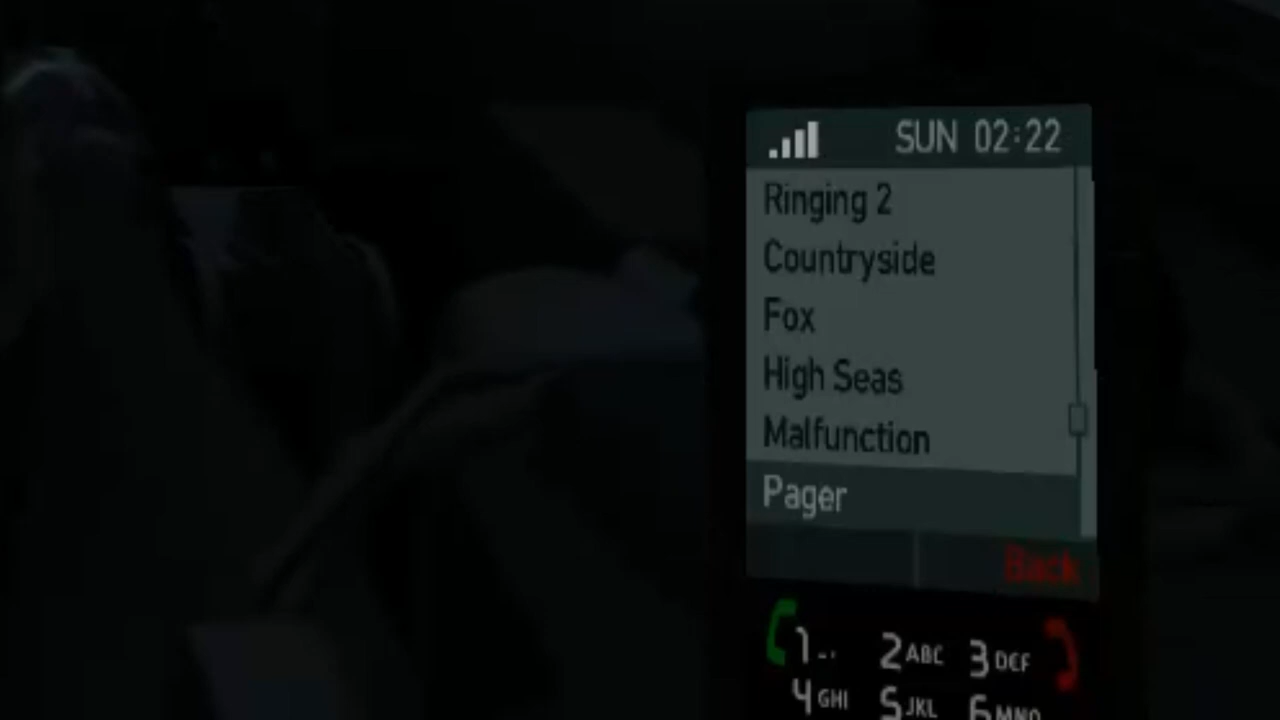 SUN 02:22
Ringing 2
Countryside
Fox
High Seas
Malfunction
Pager
Back
1-.' 2ABC 3DEF
4GHI 5JKL 6MNO